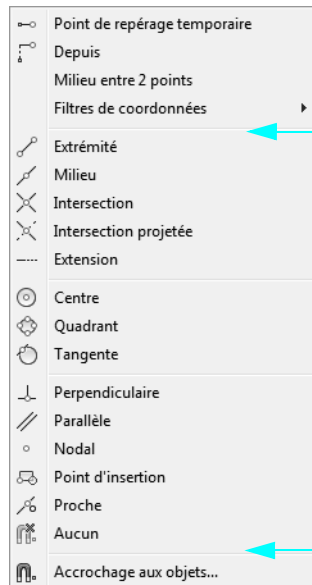 Point de repérage temporaire
Depuis
Milieu entre 2 points
Filtres de coordonnées
Extrémité
Milieu
Intersection
Intersection projetée
Extension
Centre
Quadrant
Tangente
Perpendiculaire
Parallèle
Nodal
Point d'insertion
Proche
Aucun
Accrochage aux objets...